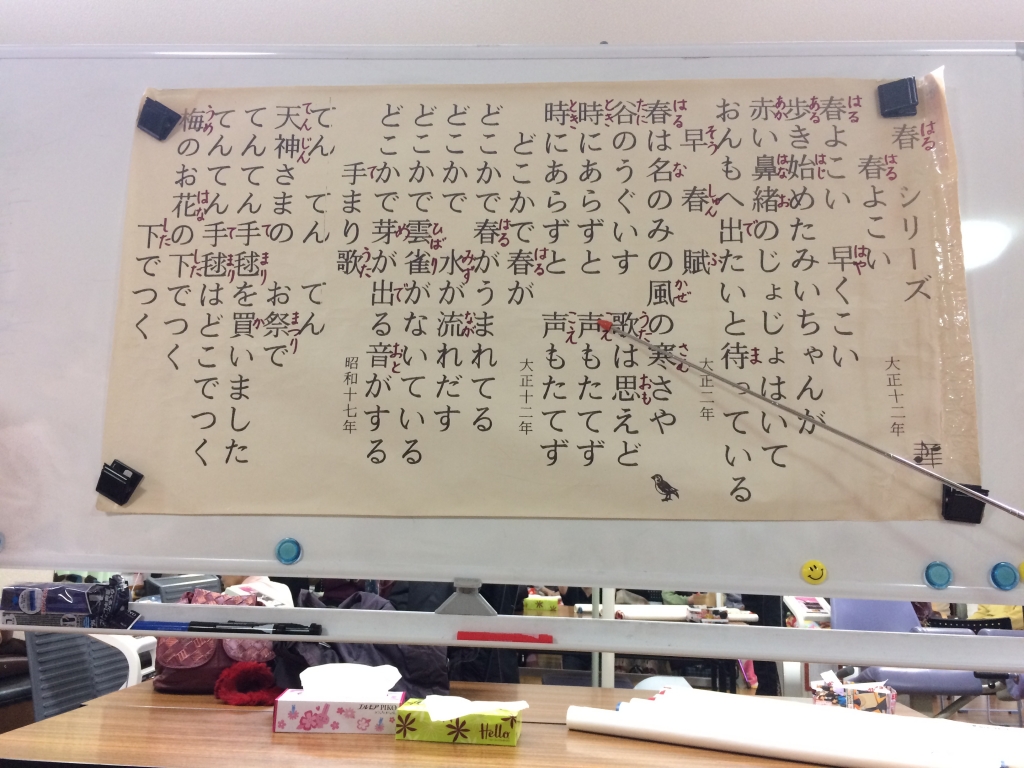 春シリーズ
春よこい 大正十二年
春よこい 早くこい
歩き始めたみいちゃんが
赤い鼻緒のじょじょはいて
おんもへ出たいと待っている
早春賦 大正二年
春は名のみの風の寒さや
谷のうぐいす 歌は思えど
時にあらずと 声もたてず
時にあらずと 声もたてず
どこかで春が 大正十二年
どこかで 春がうまれてる
どこかで 水が流れだす
どこかで雲雀がないている
どこかで芽が出る音がする
手まり歌 昭和十七年
てん てん てん
天神さまの お祭で
てんてん手毬を買いました
てんてん手毬はどこでつく
梅のお花の下でつく
下でつく
エルモア PIKO
Hello